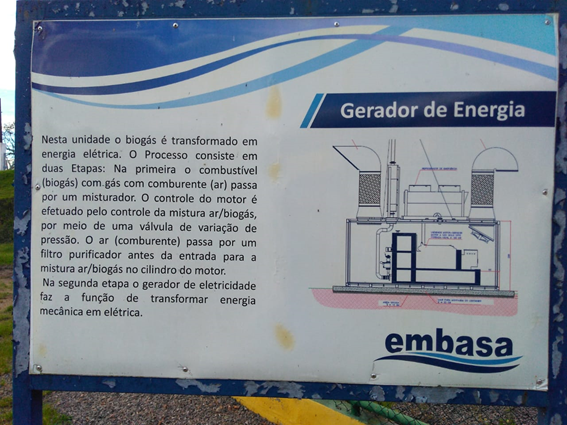 Gerador de Energia
Nesta unidade o biogás é transformado em
energia elétrica. O Processo consiste em
duas Etapas: Na primeira o combustível
(biogás) com gás com comburente (ar) passa
por um misturador. O controle do motor é
efetuado pelo controle da mistura ar/biogás,
por meio de uma válvula de variação de
pressão. O ar (comburente) passa por um
filtro purificador antes da entrada para a
mistura ar/biogás no cilindro do motor.
Na segunda etapa o gerador de eletricidade
faz a função de transformar energia
mecânica em elétrica.
embasa